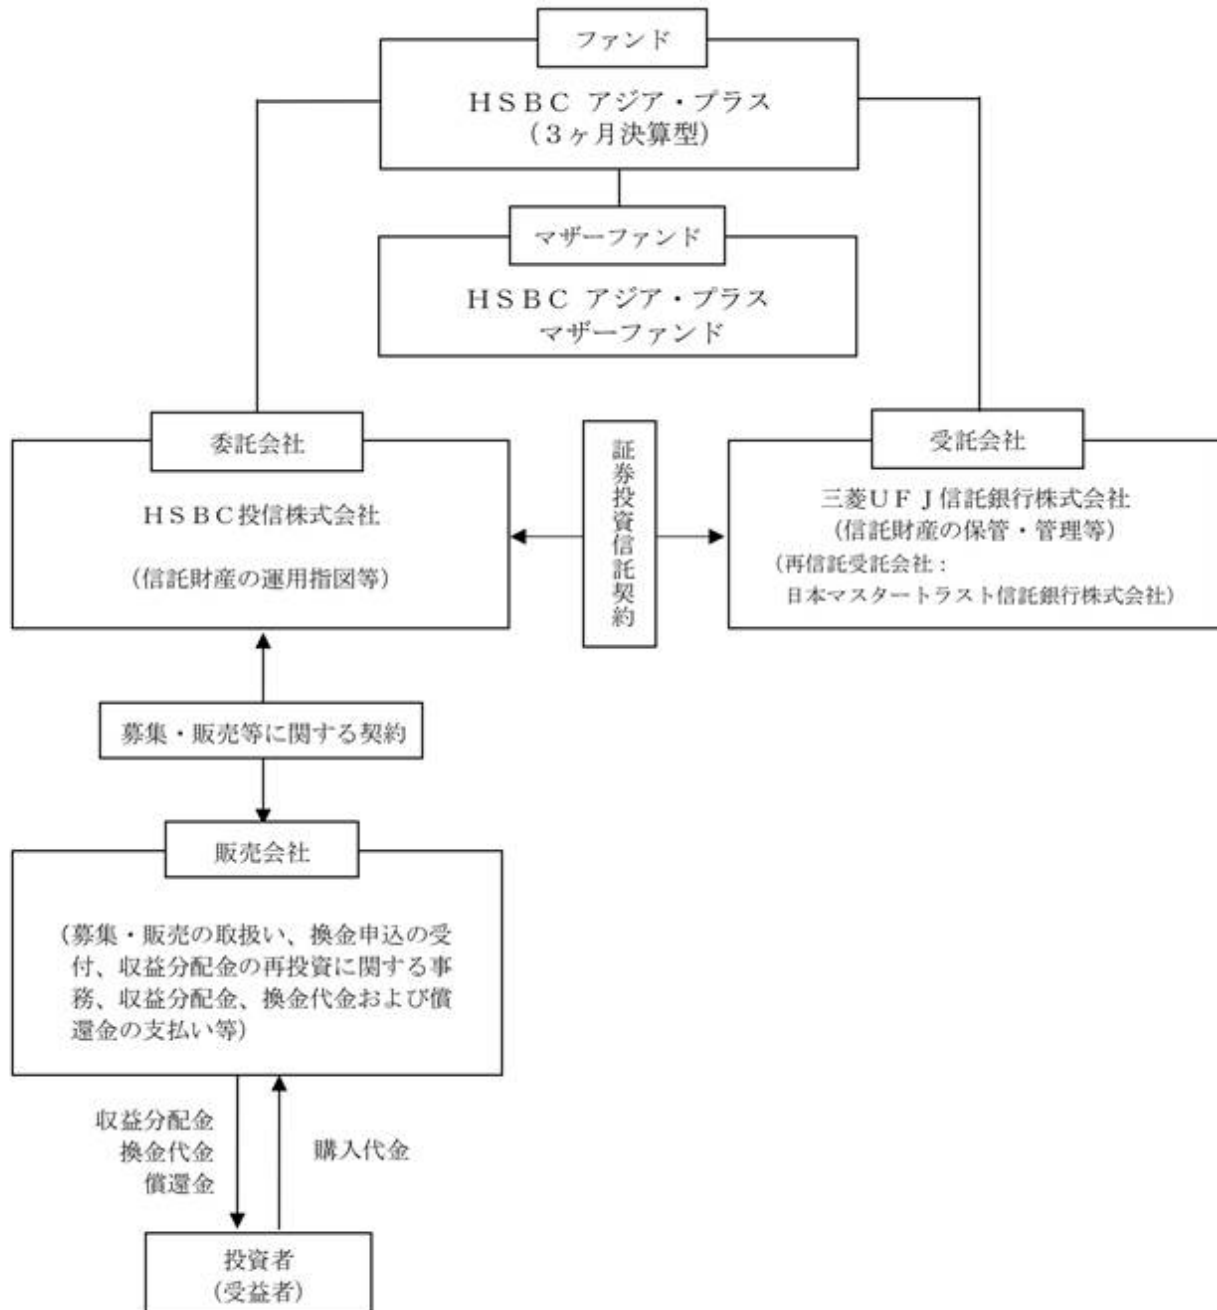 ファンド
HSBC アジア・プラス
(3ヶ月決算型)
マザーファンド
HSBC アジア・プラス
マザーファンド
委託会社
HSBC投信株式会社
(信託財産の運用指図等)
証券投資信託契約
受託会社
三菱UFJ信託銀行株式会社
(信託財産の保管・管理等)
(再信託受託会社:
日本マスタートラスト信託銀行株式会社)
募集・販売等に関する契約
販売会社
(募集・販売の取扱い、換金申込の受
付、収益分配金の再投資に関する事
務、収益分配金、換金代金および償
還金の支払い等)
収益分配金
換金代金
償還金
購入代金
投資者
(受益者)